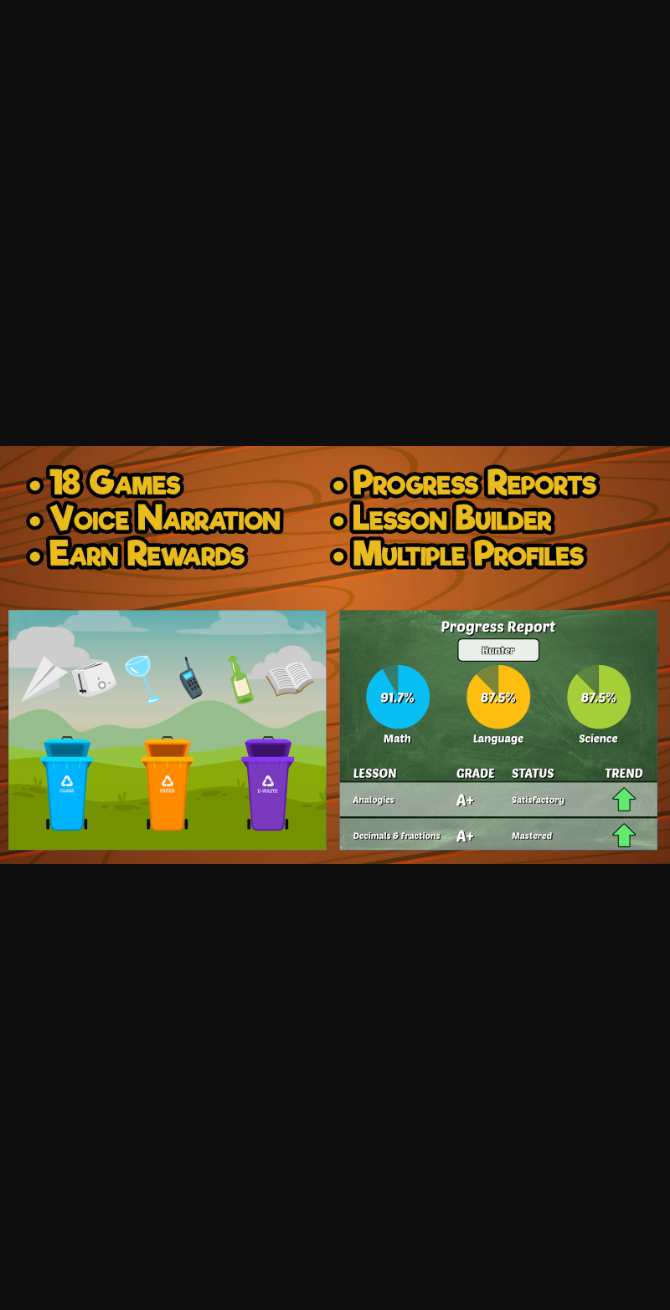 • 18 Games
• Voice Narration
• Earn Rewards
• Progress Reports
• Lesson Builder
• Multiple Profiles
GLASS
PAPER
E-WASTE
Progress Report
Hunter
91.7% 87.5% 87.5%
Math Language Science
LESSON GRADE STATUS TREND
Analogies A+ Satisfactory
Decimals & Fractions A+ Mastered